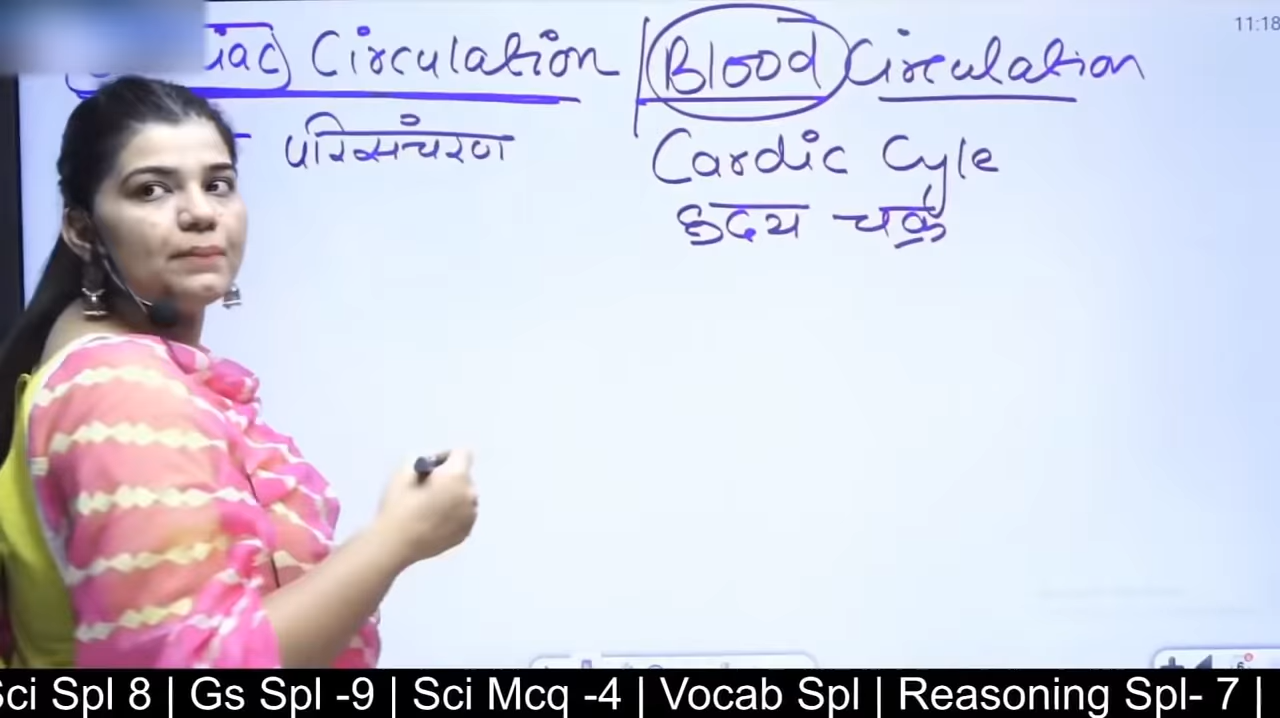 Circulation | Blood Circulation
परिसंचरण
Cardic Cyle
हृदय चक्र
11:18
Sci Spl 8 | Gs Spl -9 | Sci Mcq -4 | Vocab Spl | Reasoning Spl- 7 |